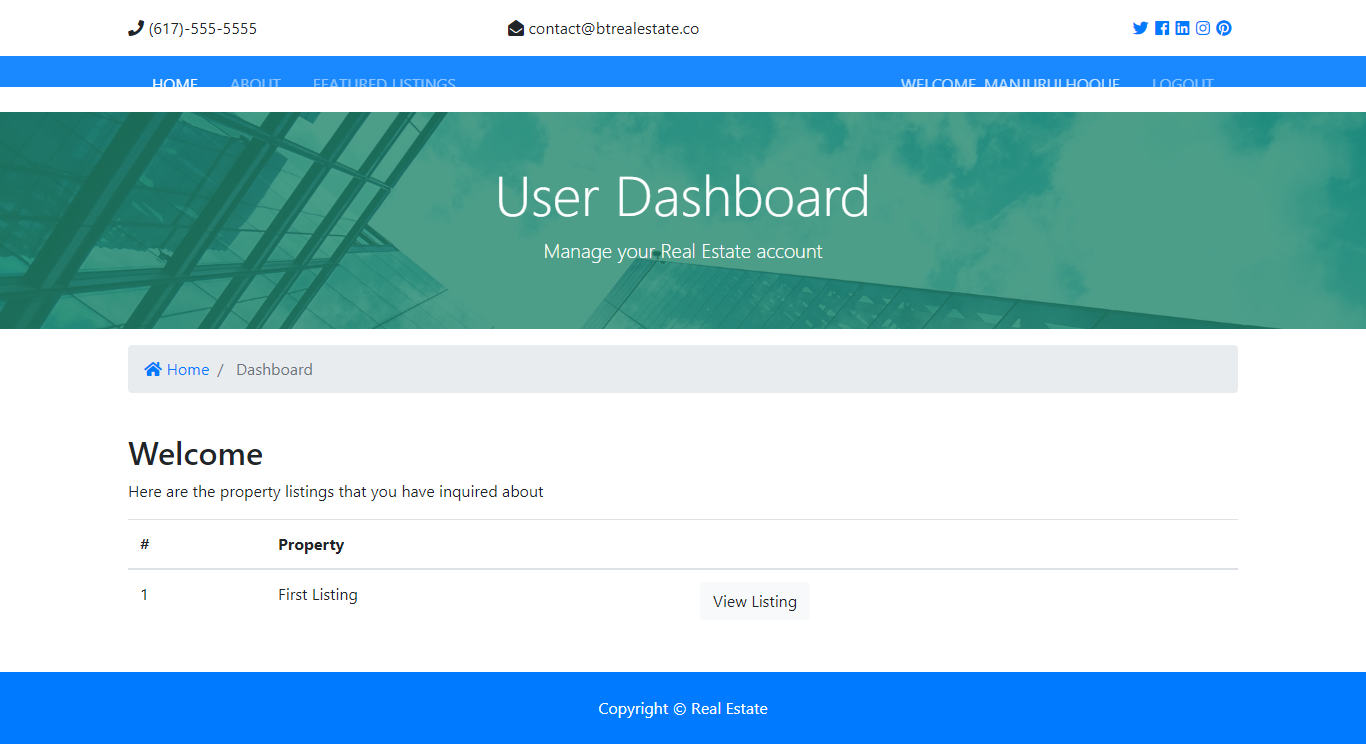 (617)-555-5555 contact@btrealestate.co
HOME ABOUT FEATURED LISTINGS WELCOME MANJURULHOQUE LOGOUT
User Dashboard
Manage your Real Estate account
Home / Dashboard
Welcome
Here are the property listings that you have inquired about
# Property
1 First Listing View Listing
Copyright © Real Estate